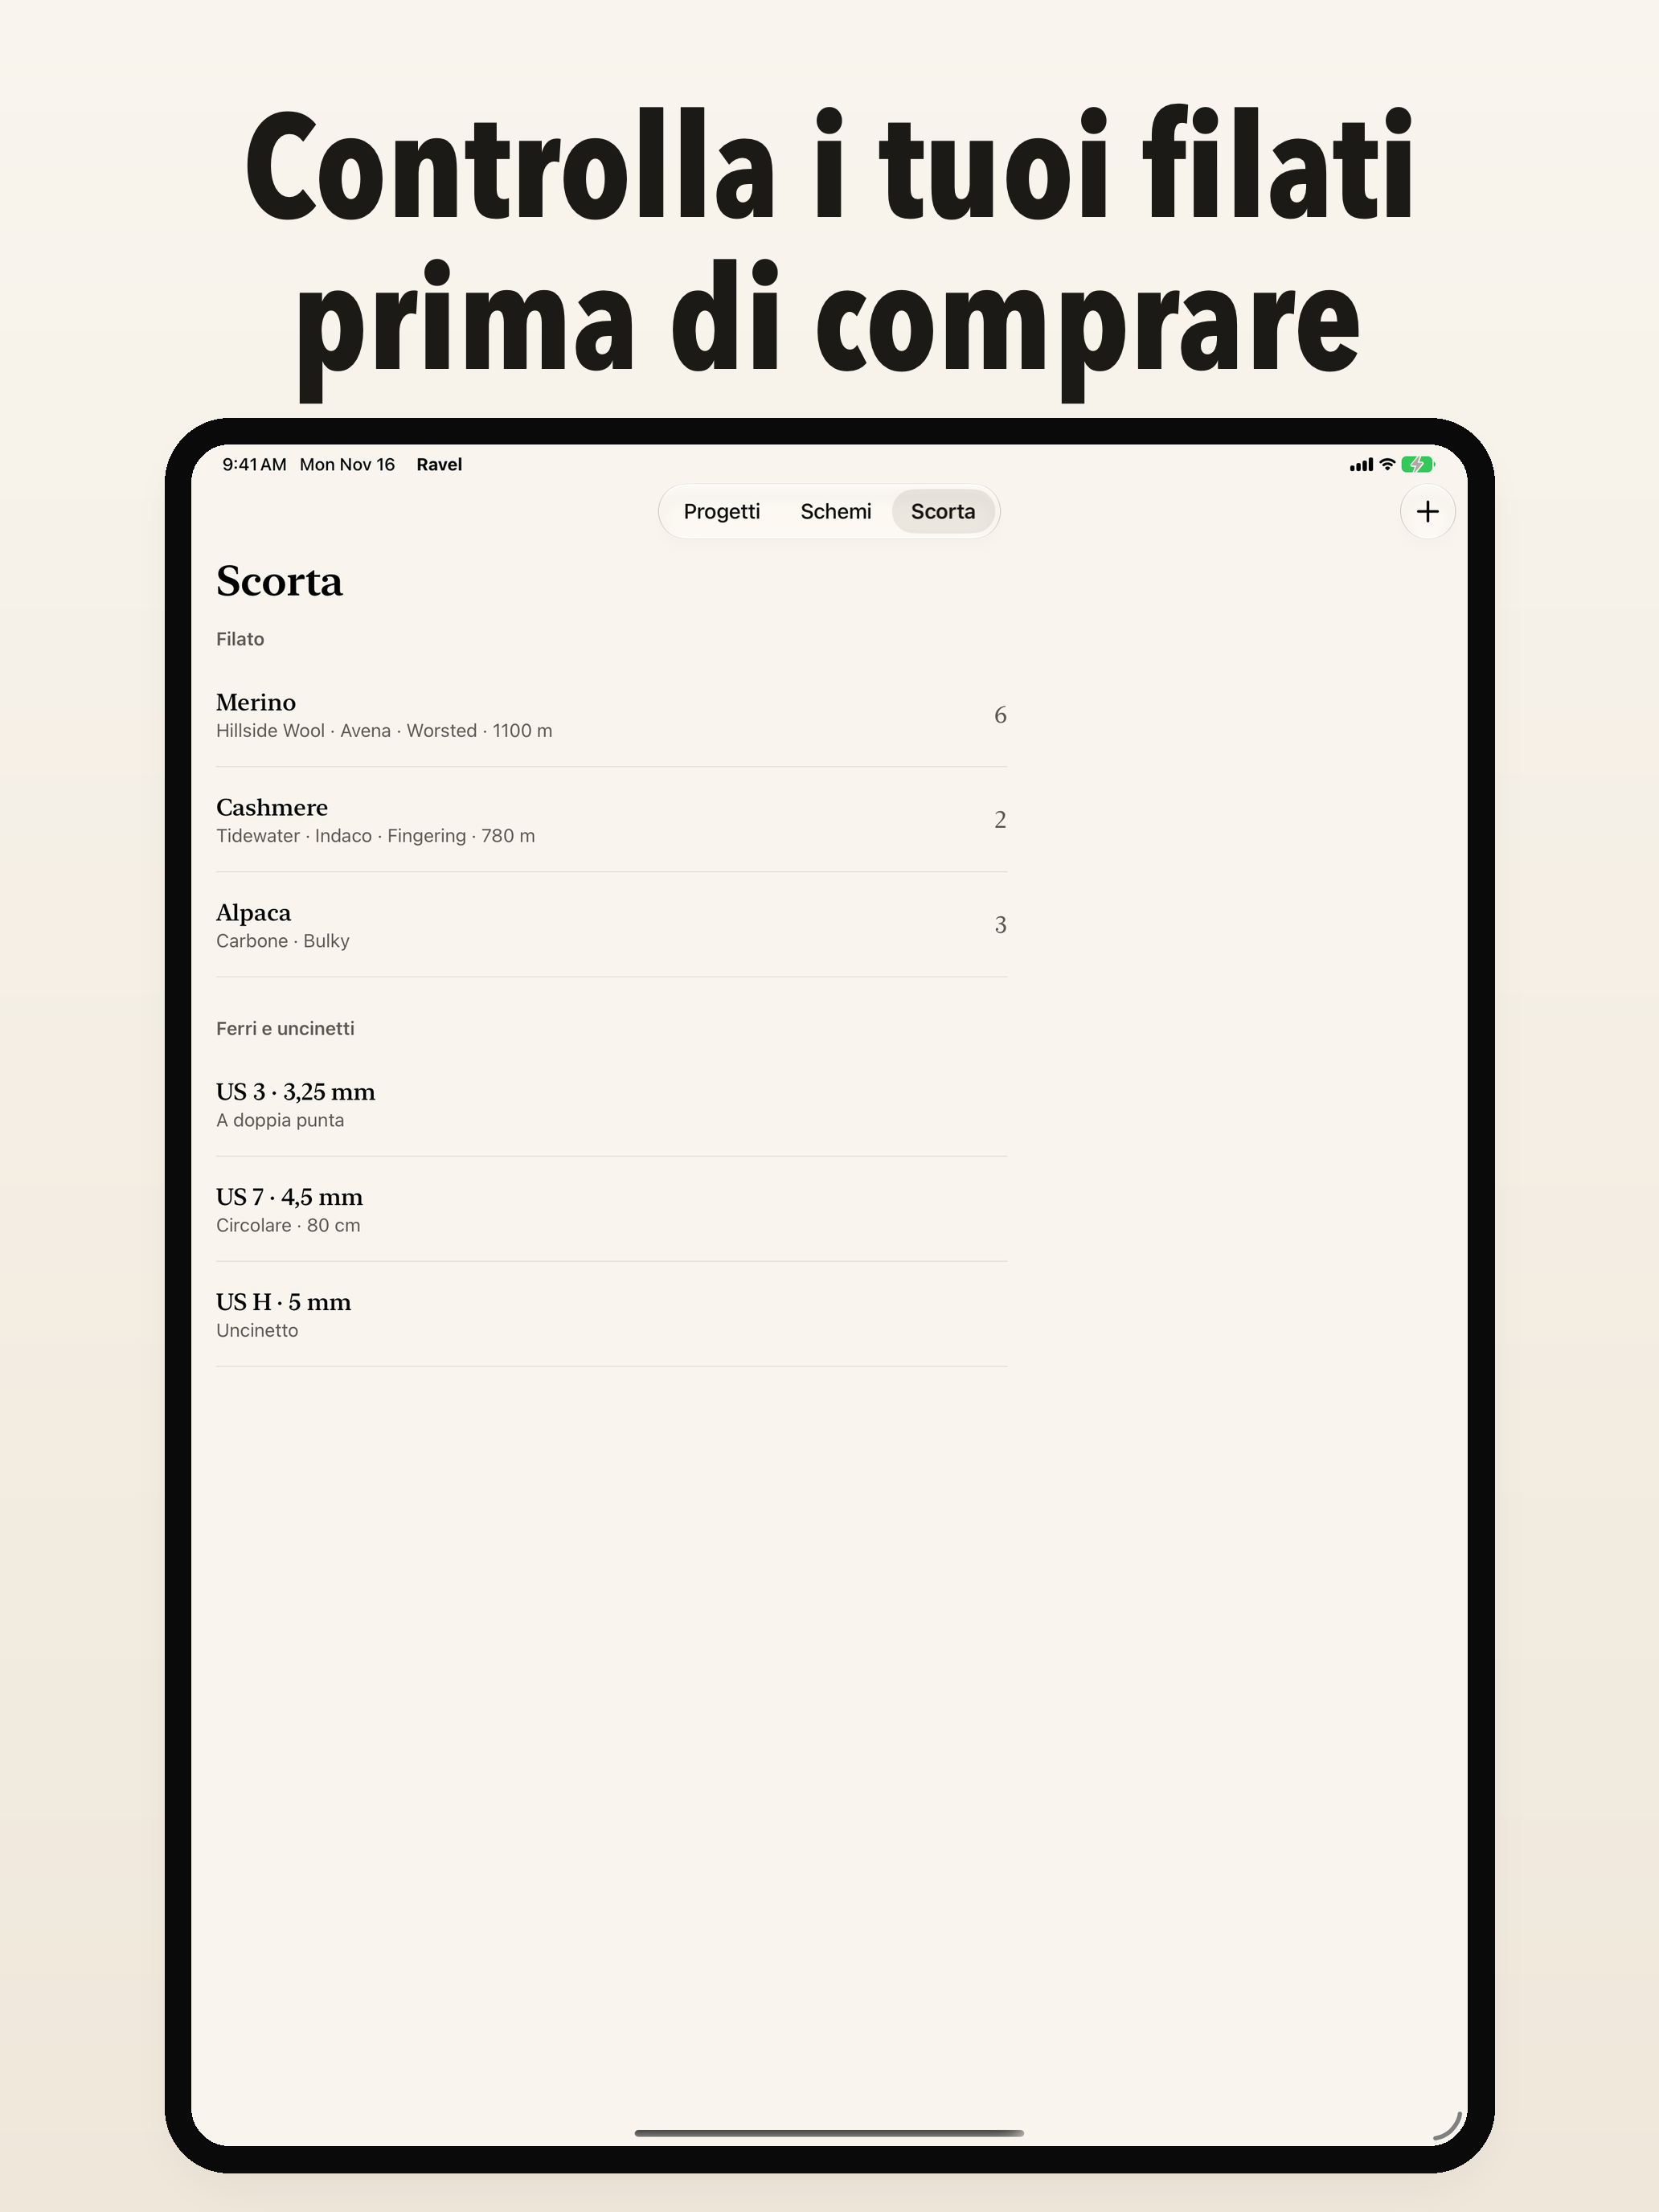 Controlla i tuoi filati
prima di comprare
9:41 AM Mon Nov 16 Ravel
Progetti Schemi Scorta
Scorta
Filato
Merino
6
Hillside Wool · Avena · Worsted · 1100 m
Cashmere
2
Tidewater · Indaco · Fingering · 780 m
Alpaca
3
Carbone · Bulky
Ferri e uncinetti
US 3 · 3,25 mm
A doppia punta
US 7 · 4,5 mm
Circolare · 80 cm
US H · 5 mm
Uncinetto